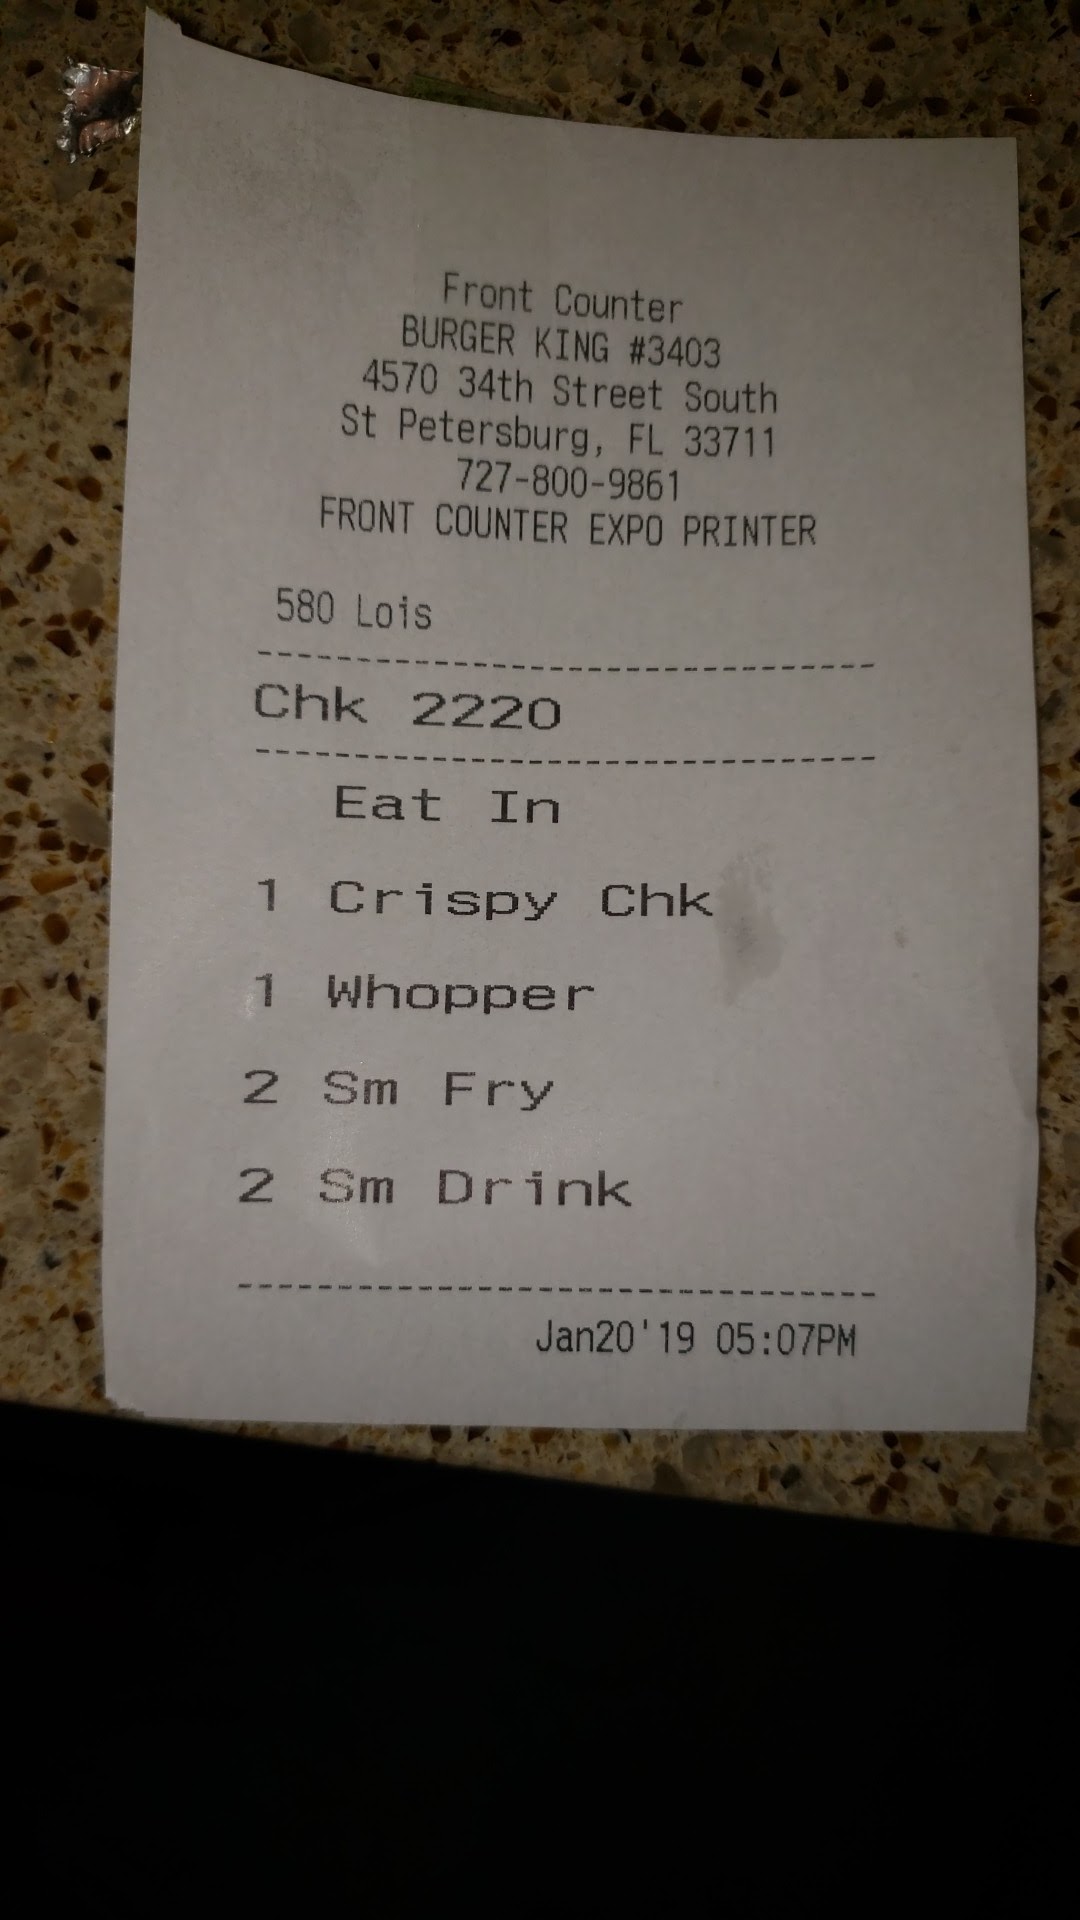 Front Counter
BURGER KING #3403
4570 34th Street South
St Petersburg, FL 33711
727-800-9861
FRONT COUNTER EXPO PRINTER
580 Lois
--------------------------------
Chk 2220
--------------------------------
Eat In
1 Crispy Chk
1 Whopper
2 Sm Fry
2 Sm Drink
--------------------------------
Jan20'19 05:07PM